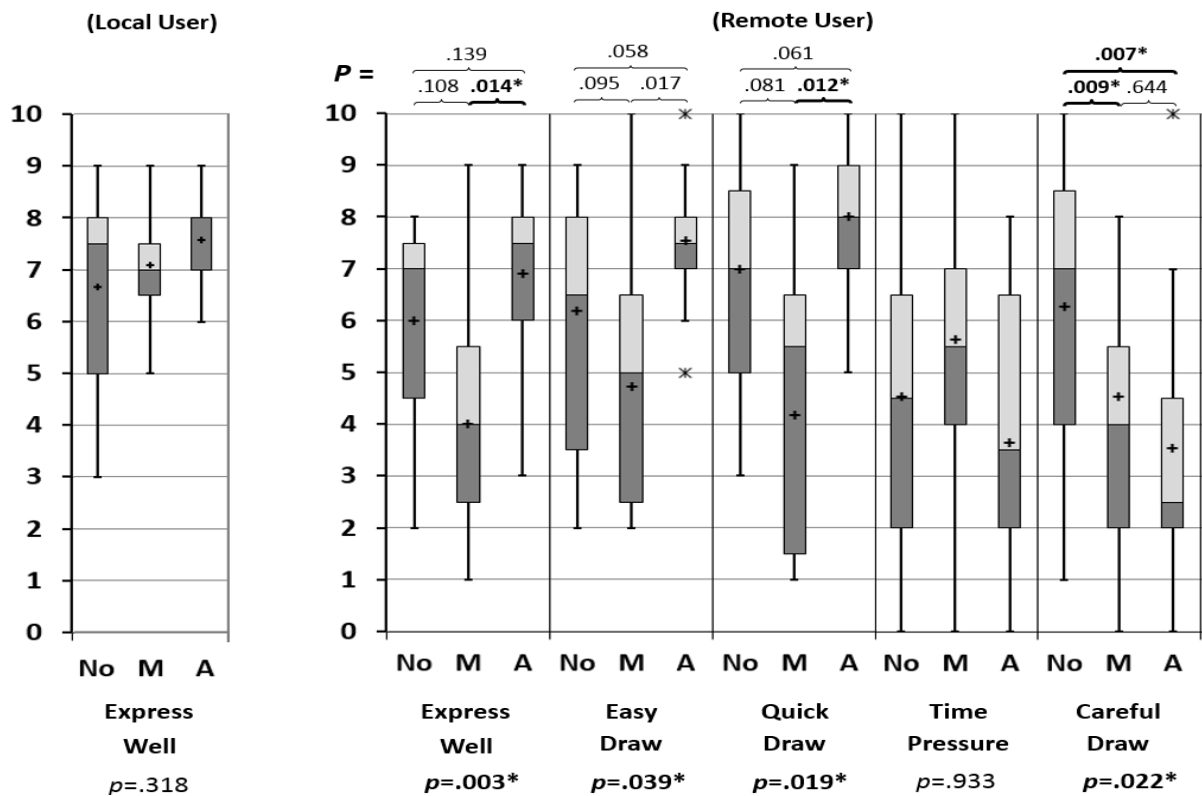 (Local User) (Remote User)
.139 .058 .061 .007*
P = .108 .014* .095 .017 .081 .012* .009* .644
10 10
9 9
8 8
7 7
6 6
5 5
4 4
3 3
2 2
1 1
0 0
No M A No M A No M A No M A No M A No M A
Express Express Easy Quick Time Careful
Well Well Draw Draw Pressure Draw
p=.318 p=.003* p=.039* p=.019* p=.933 p=.022*